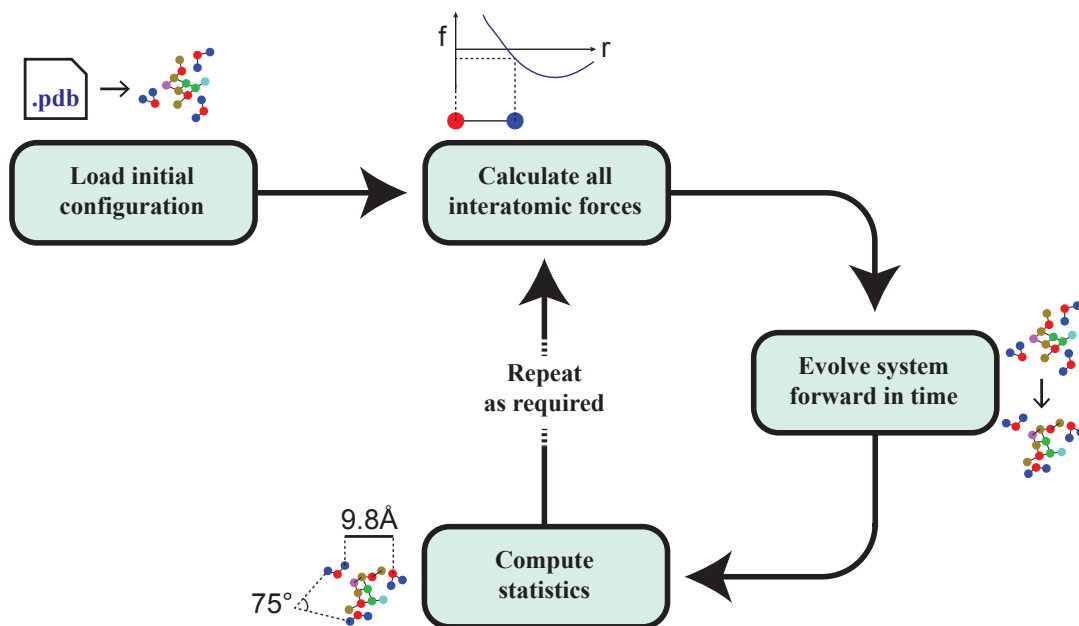 f
r
.pdb
Load initial
configuration
Calculate all
interatomic forces
Evolve system
forward in time
Repeat
as required
9.8Å
75°
Compute
statistics